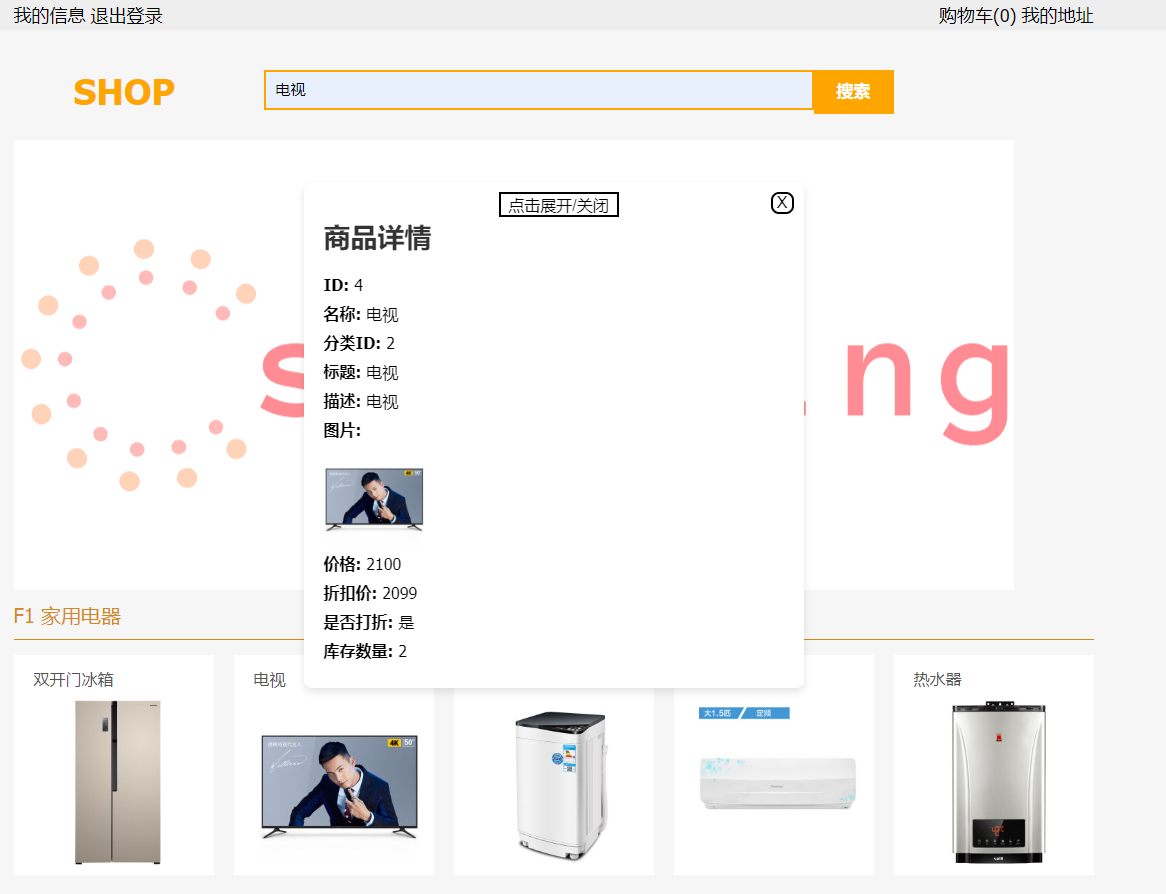 我的信息 退出登录
购物车(0) 我的地址
SHOP
电视
搜索
点击展开/关闭
X
商品详情
ID: 4
名称: 电视
分类ID: 2
标题: 电视
描述: 电视
图片:
4K 50"
价格: 2100
折扣价: 2099
是否打折: 是
库存数量: 2
s
ng
F1 家用电器
双开门冰箱
电视
热水器
4K 50"
大1.5匹 定频